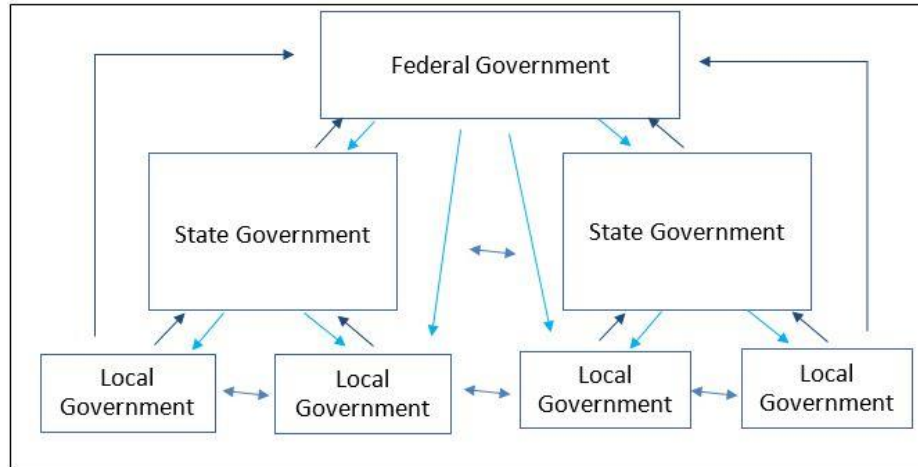 Federal Government
State Government
State Government
Local
Government
Local
Government
Local
Government
Local
Government